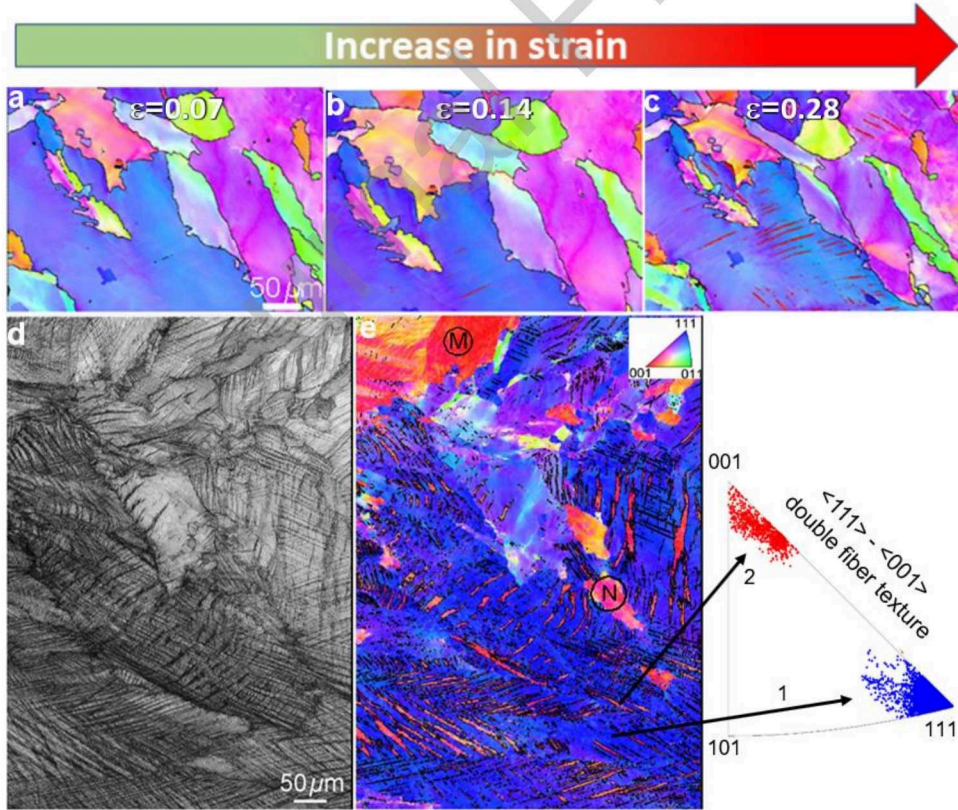 Increase in strain
a
ε=0.07
b
ε=0.14
c
ε=0.28
50 µm
d
e
M
111
001
011
N
001
<111> - <001>
double fiber texture
2
1
101
111
50 µm